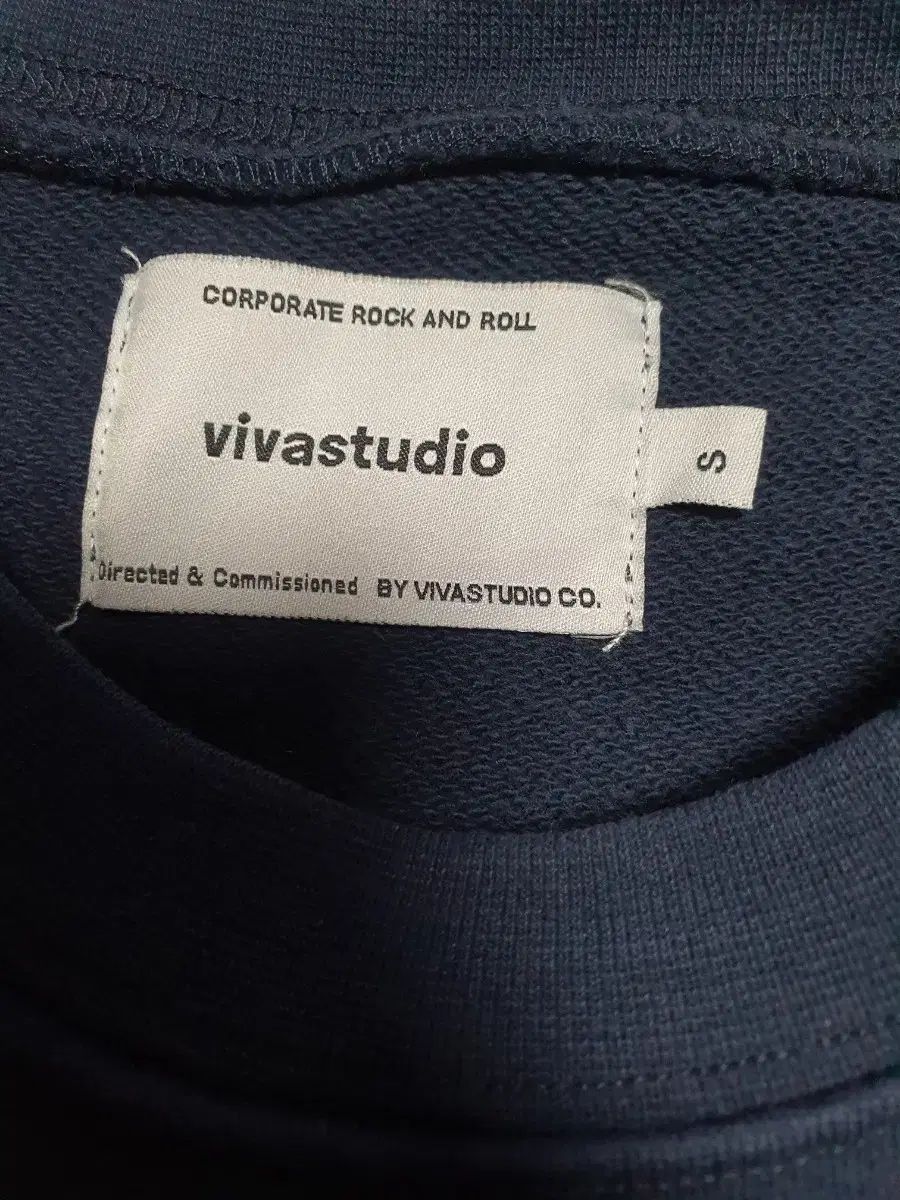 CORPORATE ROCK AND ROLL
vivastudio
S
Directed & Commissioned BY VIVASTUDIO CO.